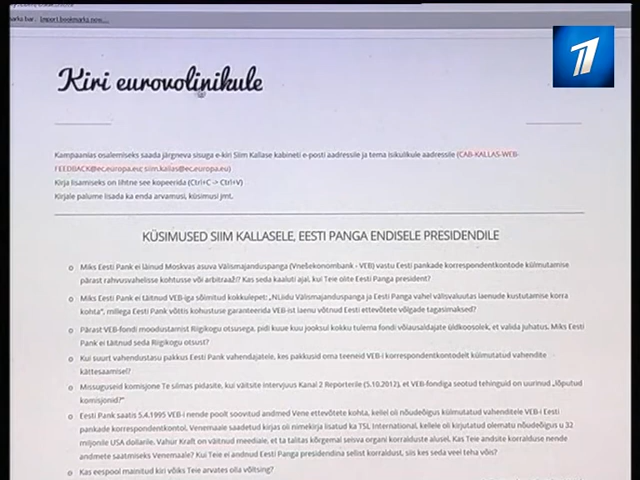 arks bar. Import bookmarks now...
1
Kiri eurovolinikule
Kampaanias osalemiseks saada järgneva sisuga e-kiri Siim Kallase kabineti e-posti aadressile ja tema isikulikule aadressile (CAB-KALLAS-WEB-
FEEDBACK@ec.europa.eu; siim.kallas@ec.europa.eu)
Kirja lisamiseks on lihtne see kopeerida (Ctrl+C -> Ctrl+V)
Kirjale palume lisada ka enda arvamusi, küsimusi jmt.
KÜSIMUSED SIIM KALLASELE, EESTI PANGA ENDISELE PRESIDENDILE
Miks Eesti Pank ei läinud Moskvas asuva Välismajanduspanga (Vnešekonombank - VEB) vastu Eesti pankade korrespondentkontode külmutamise
pärast rahvusvahelisse kohtusse või arbitraaži? Kas seda kaaluti ajal, kui Teie olite Eesti Panga president?
Miks Eesti Pank ei täitnud VEB-iga sõlmitud kokkulepet: „NLiidu Välismajanduspanga ja Eesti Panga vahel välisvaluutas laenude kustutamise korra
kohta", millega Eesti Pank võttis kohustuse garanteerida VEB-ist laenu võtnud Eesti ettevõtete võlgade tagasimaksed?
Pärast VEB-fondi moodustamist Riigikogu otsusega, pidi kuue kuu jooksul kokku tulema fondi võlausaldajate üldkoosolek, et valida juhatus. Miks Eesti
Pank ei täitnud seda Riigikogu otsust?
Kui suurt vahendustasu pakkus Eesti Pank vahendajatele, kes pakkusid oma teeneid VEB-i korrespondentkontodelt külmutatud vahendite
kättesaamisel?
Missuguseid komisjone Te silmas pidasite, kui väitsite intervjuus Kanal 2 Reporterile (5.10.2012), et VEB-fondiga seotud tehinguid on uurinud „lõputud
komisjonid?"
Eesti Pank saatis 5.4.1995 VEB-i nende poolt soovitud andmed Vene ettevõtete kohta, kellel oli nõudeõigus külmutatud vahenditele VEB-i Eesti
pankade korrespondentkontol. Venemaale saadetud kirjas oli nimekirja lisatud ka TSL International, kellele oli kirjutatud olematu nõudeõigus u 32
miljonile USA dollarile. Vahur Kraft on väitnud meediale, et ta talitas kõrgemal seisva organi korralduste alusel. Kas Teie andsite korralduse nende
andmete saatmiseks Venemaale? Kui Teie ei andnud Eesti Panga presidendina sellist korraldust, siis kes seda veel teha võis?
Kas eespool mainitud kiri võiks Teie arvates olla võltsing?